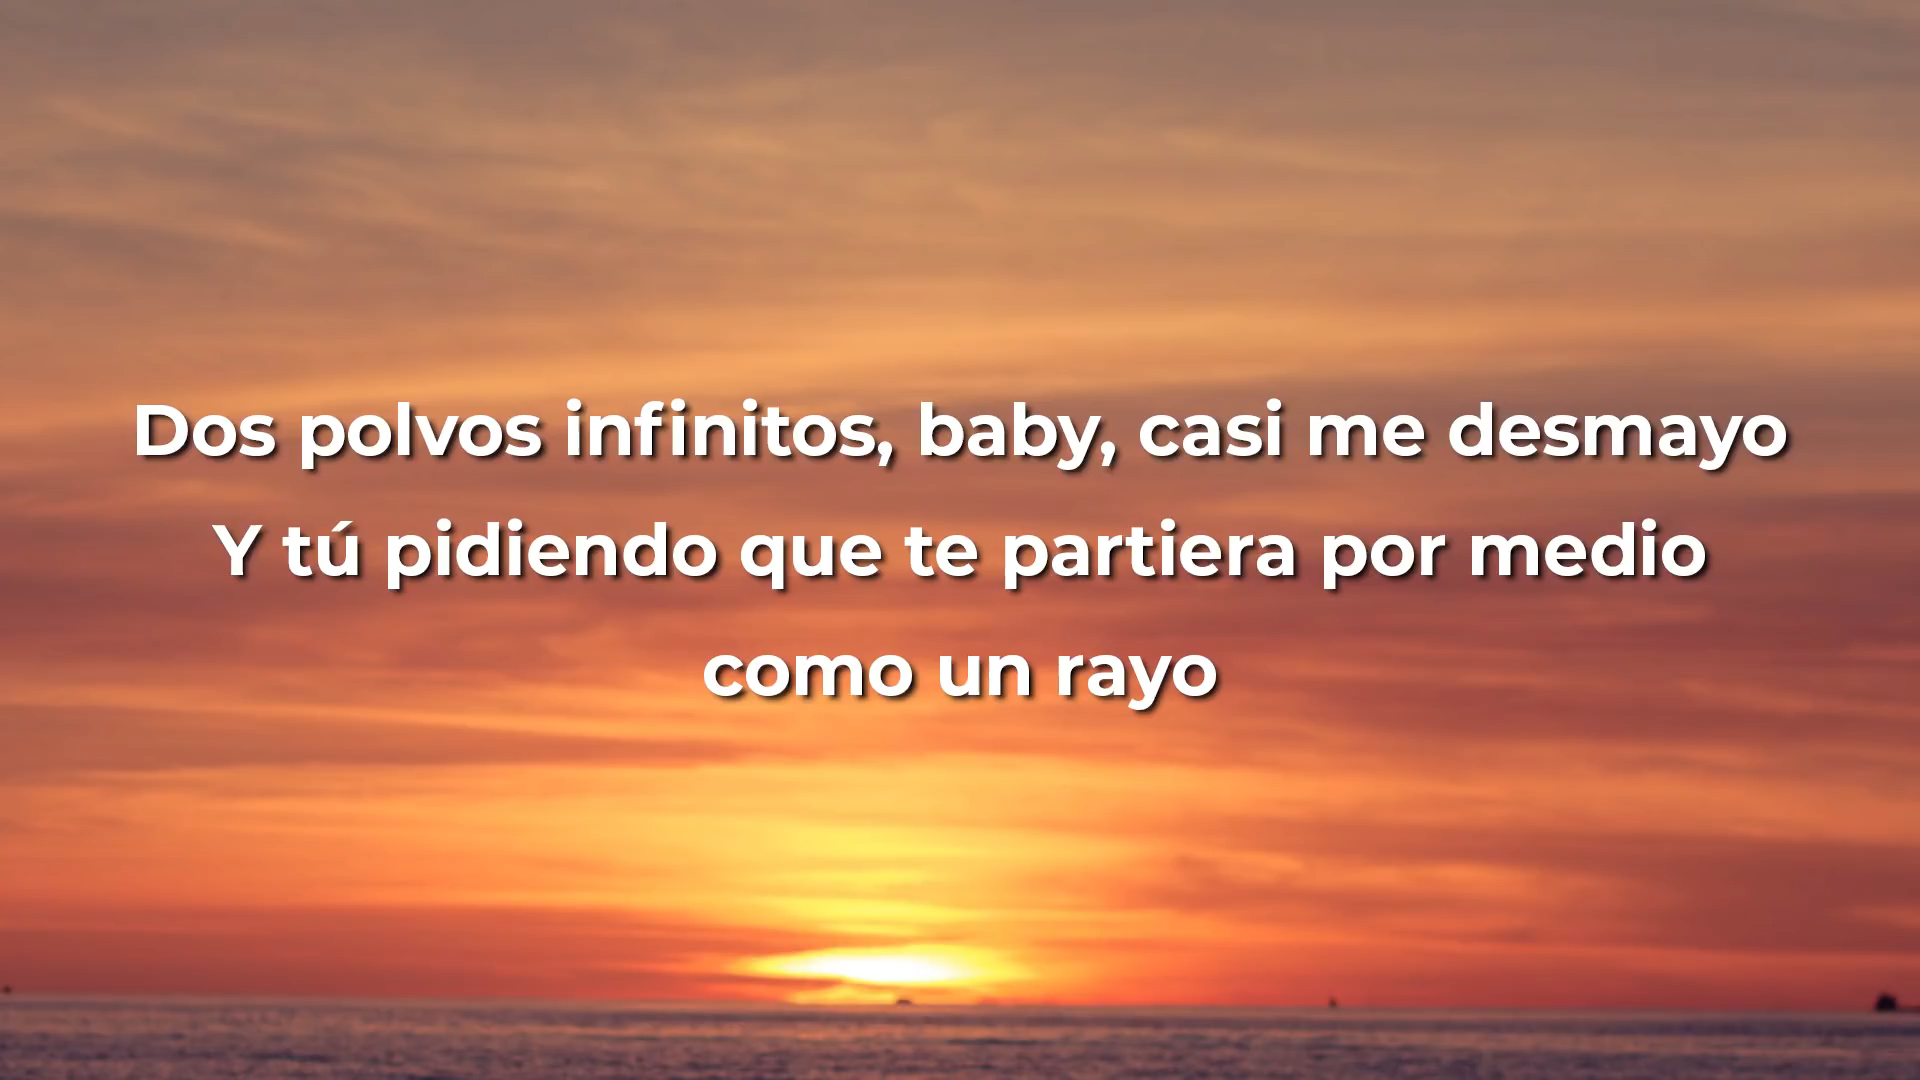 Dos polvos infinitos, baby, casi me desmayo
Y tú pidiendo que te partiera por medio
como un rayo